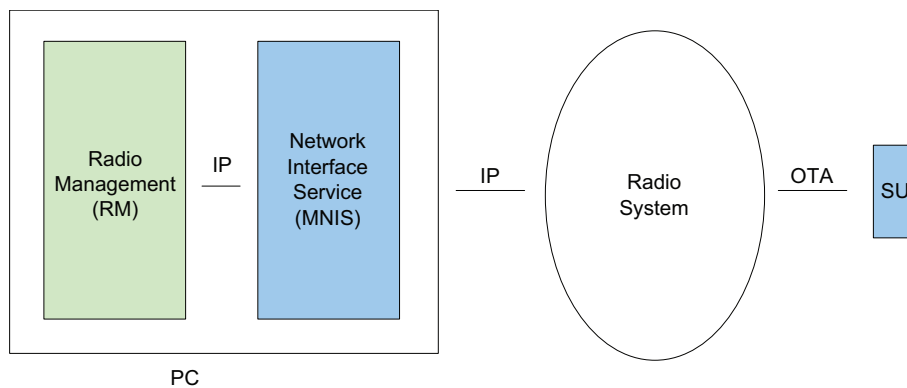 Radio
Management
(RM)
IP
Network
Interface
Service
(MNIS)
IP
Radio
System
OTA
SU
PC